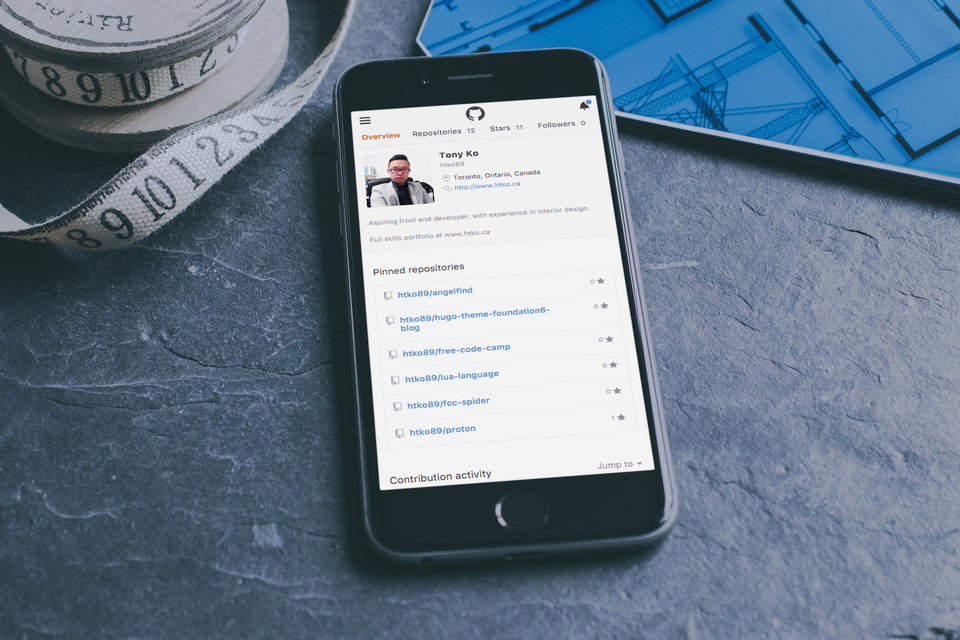 River
7 8 9 10 1 2
8 9 10 1 2 3 4
Overview Repositories 12 Stars 11 Followers 0
Tony Ko
htko89
Toronto, Ontario, Canada
http://www.htko.ca
Aspiring front end developer, with experience in interior design.
Full skills portfolio at www.htko.ca
Pinned repositories
htko89/angelfind 0
htko89/hugo-theme-foundation6- 0
blog
htko89/free-code-camp 0
htko89/lua-language 0
htko89/fcc-spider 0
htko89/proton 1
Contribution activity Jump to